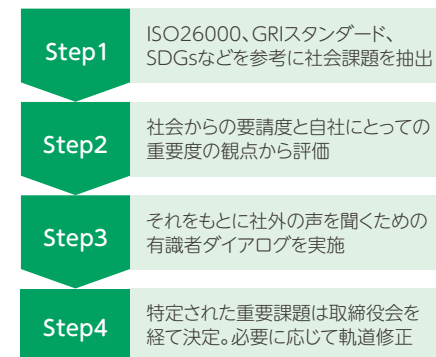 Step1
ISO26000、GRIスタンダード、
SDGsなどを参考に社会課題を抽出
Step2
社会からの要請度と自社にとっての
重要度の観点から評価
Step3
それをもとに社外の声を聞くための
有識者ダイアログを実施
Step4
特定された重要課題は取締役会を
経て決定。必要に応じて軌道修正